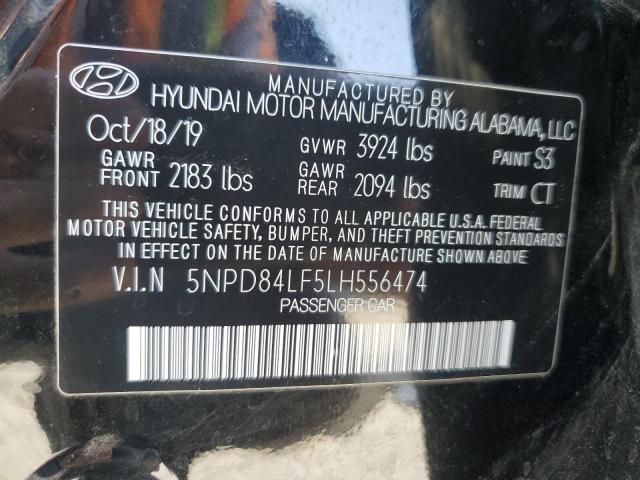 MANUFACTURED BY
HYUNDAI MOTOR MANUFACTURING ALABAMA, LLC
Oct/18/19 GVWR 3924 lbs PAINT S3
GAWR FRONT 2183 lbs GAWR REAR 2094 lbs TRIM CT
THIS VEHICLE CONFORMS TO ALL APPLICABLE U.S.A. FEDERAL
MOTOR VEHICLE SAFETY, BUMPER, AND THEFT PREVENTION STANDARDS
IN EFFECT ON THE DATE OF MANUFACTURE SHOWN ABOVE.
V.I.N 5NPD84LF5LH556474
PASSENGER CAR